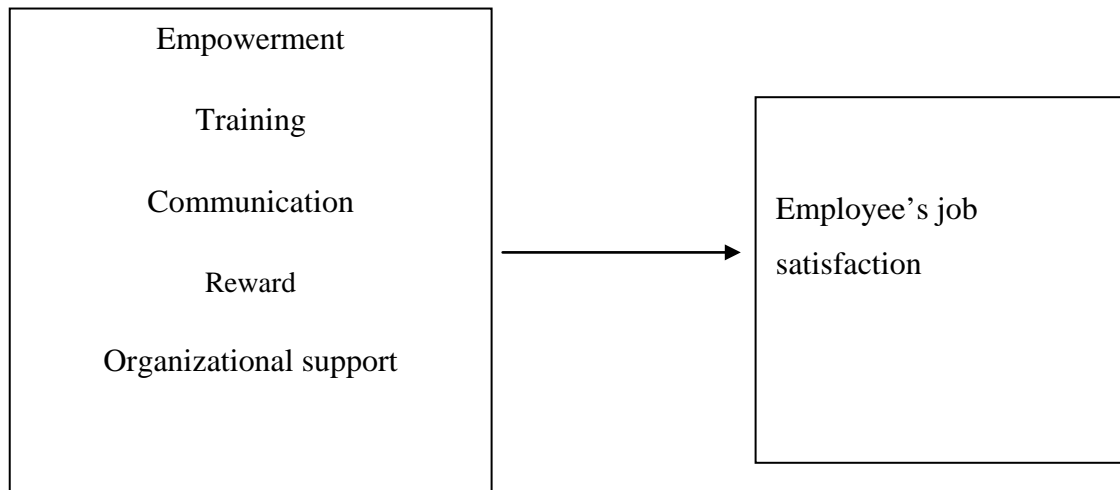 Empowerment
Training
Communication
Reward
Organizational support
Employee’s job
satisfaction